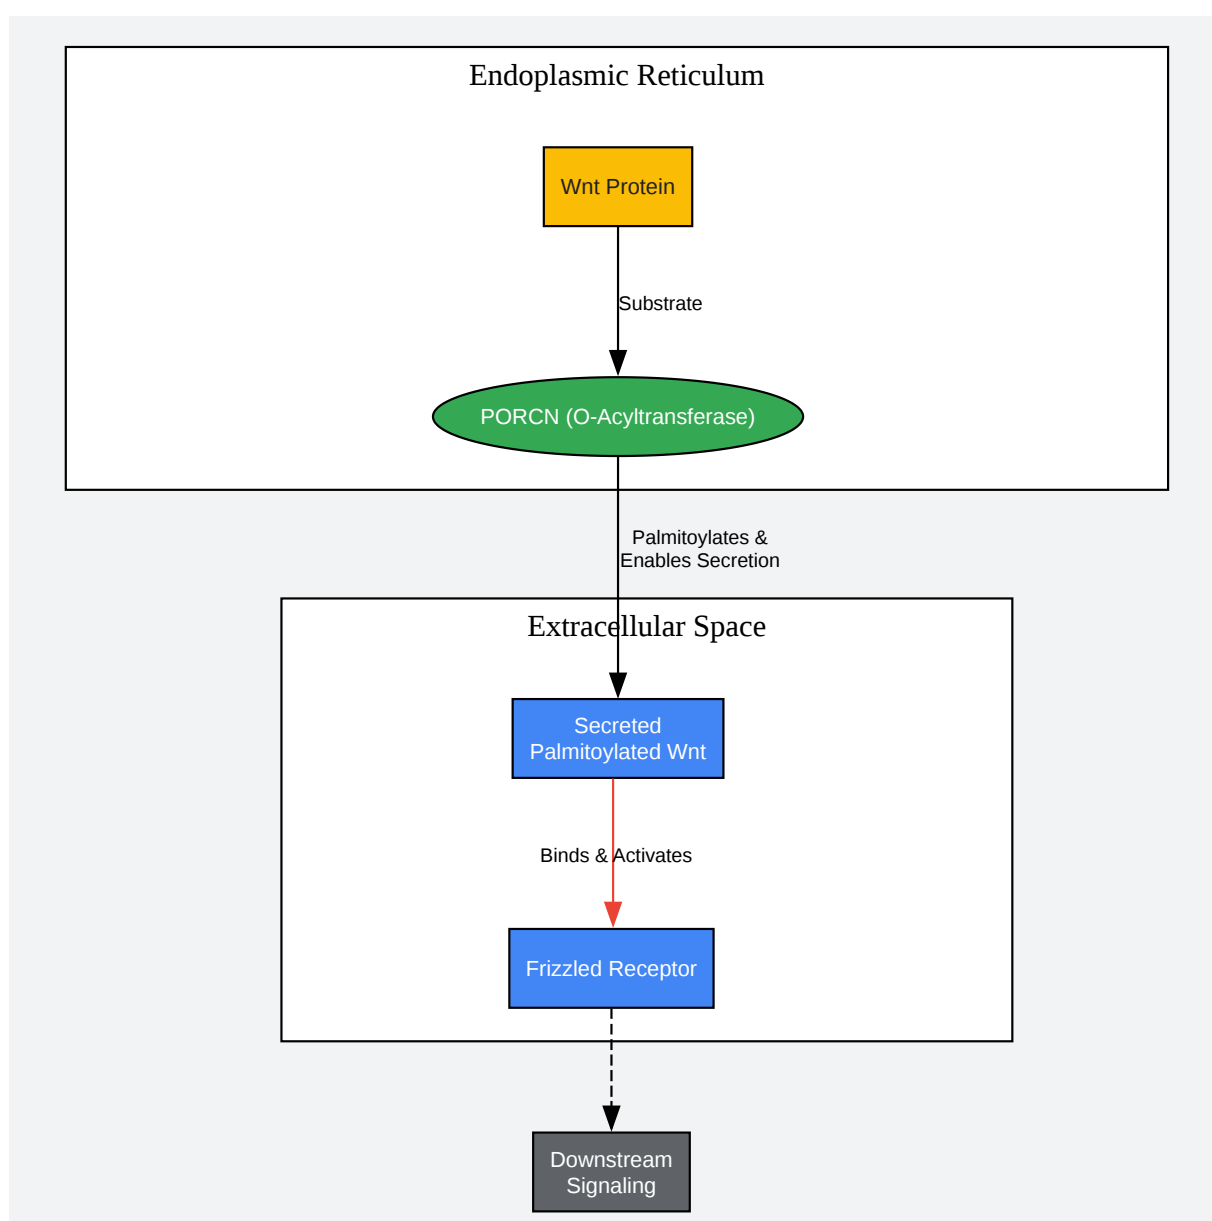 Endoplasmic Reticulum
Wnt Protein
Substrate
PORCN (O-Acyltransferase)
Palmitoylates &
Enables Secretion
Extracellular Space
Secreted
Palmitoylated Wnt
Binds & Activates
Frizzled Receptor
Downstream
Signaling